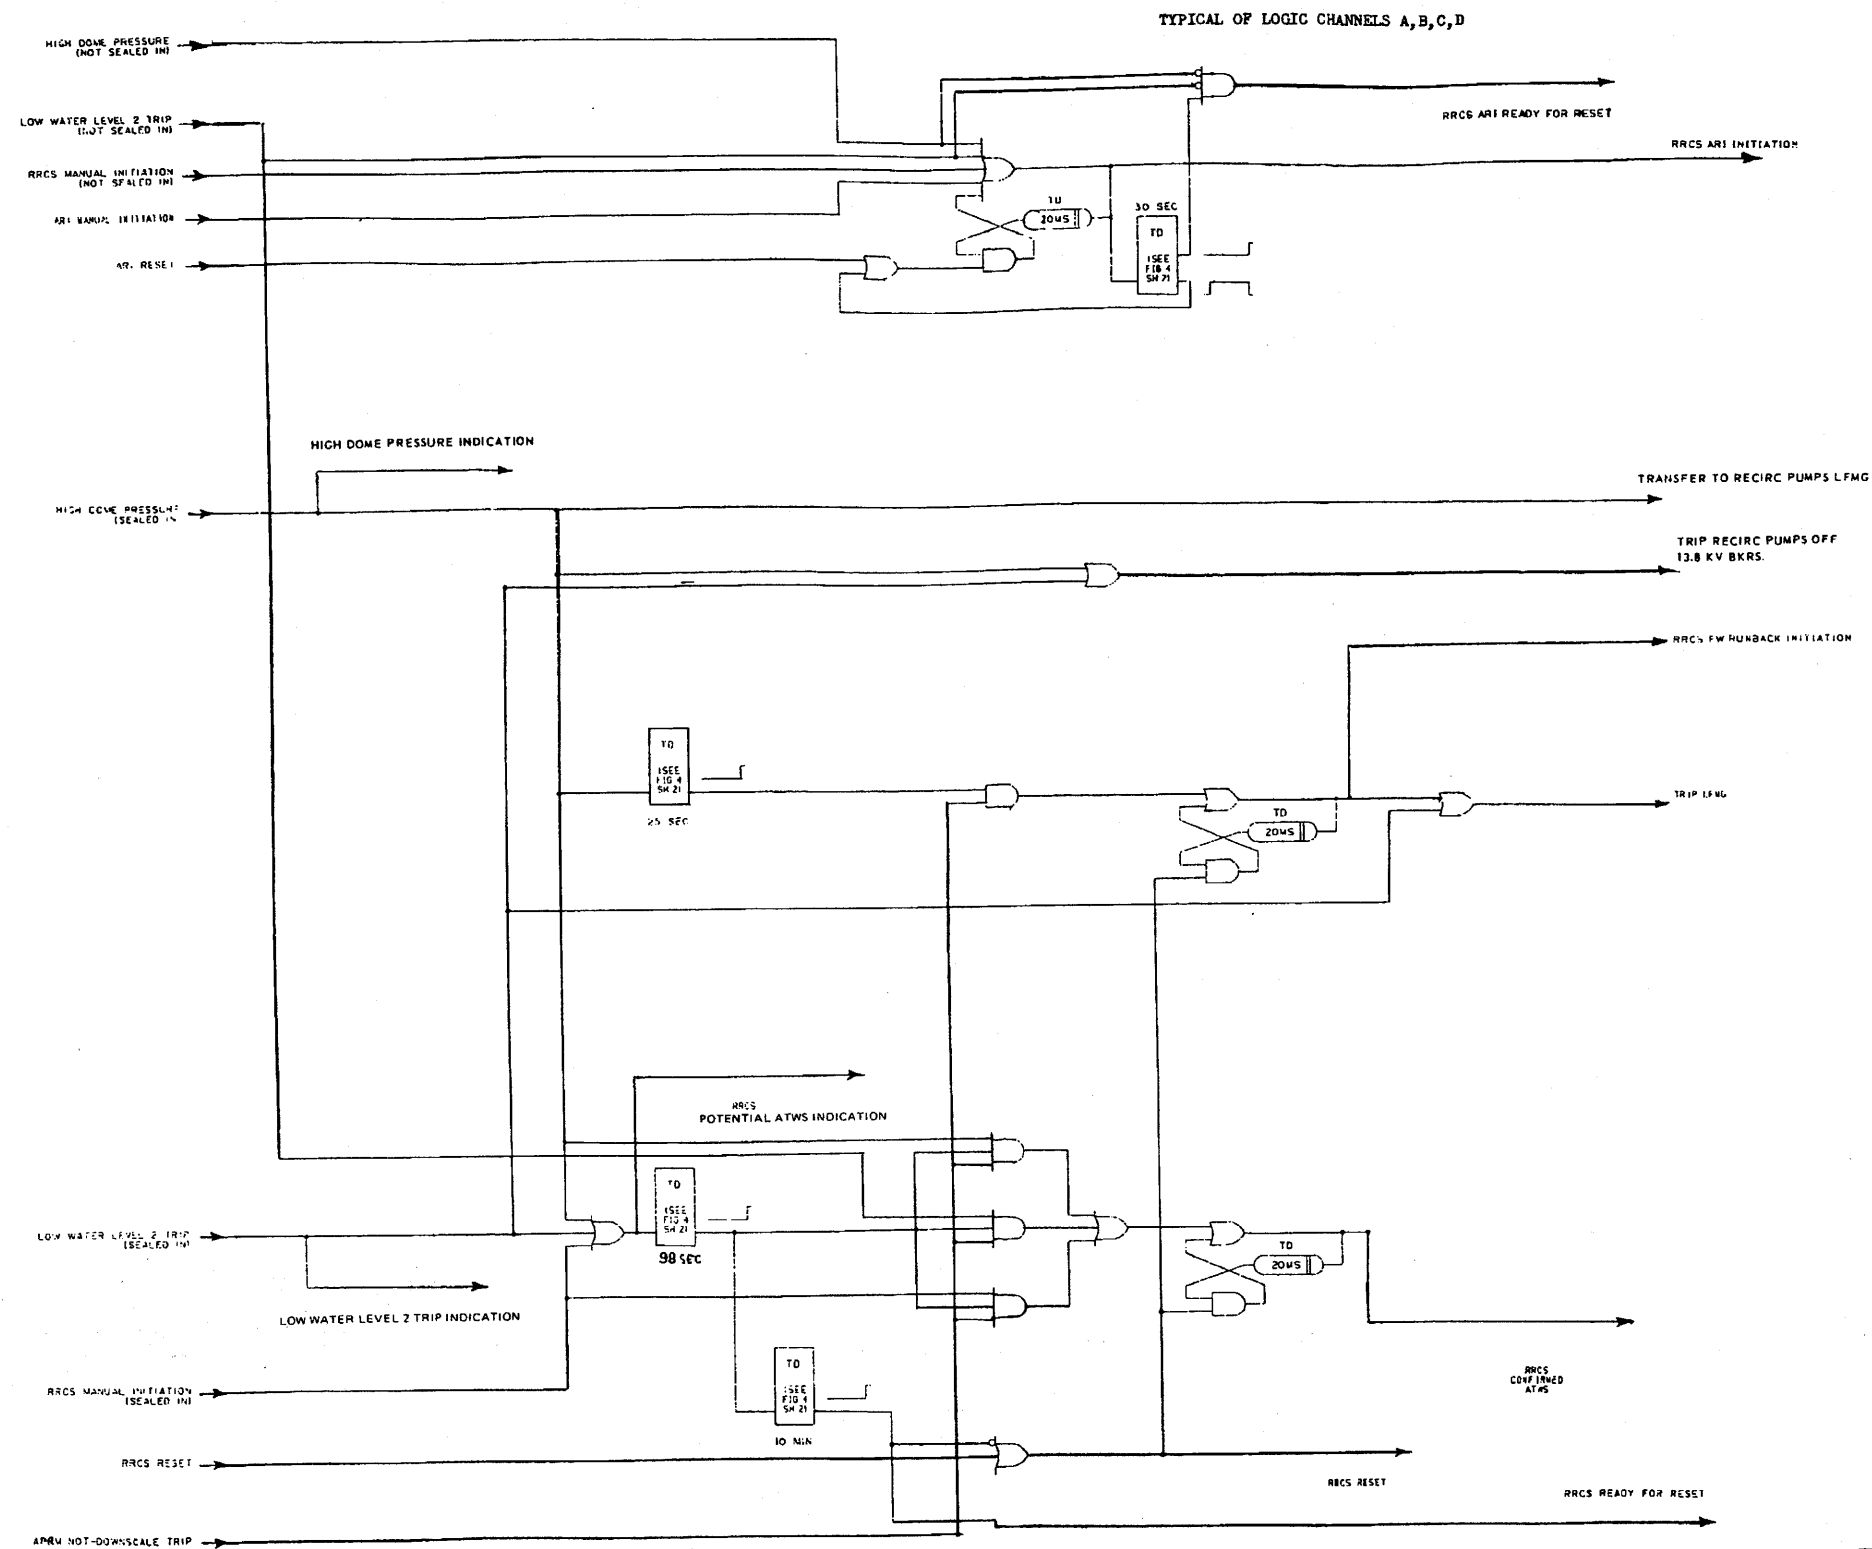 TYPICAL OF LOGIC CHANNELS A,B,C,D
HIGH DOME PRESSURE
(NOT SEALED IN)
LOW WATER LEVEL 2 TRIP
(NOT SEALED IN)
RRCS MANUAL INITIATION
(NOT SEALED IN)
ARI MANUAL INITIATION
ARI RESET
RRCS ARI READY FOR RESET
RRCS ARI INITIATION
20MS
30 SEC
TD
(SEE
FIG 4
SH 21
HIGH DOME PRESSURE INDICATION
HIGH DOME PRESSURE
(SEALED IN
TRANSFER TO RECIRC PUMPS LFMG
TRIP RECIRC PUMPS OFF
13.8 KV BKRS.
RRCS FW RUNBACK INITIATION
TD
(SEE
FIG 4
SH 21
25 SEC
TD
20MS
TRIP LFMG
RRCS
POTENTIAL ATWS INDICATION
TD
(SEE
FIG 4
SH 21
98 SEC
LOW WATER LEVEL 2 TRIP
(SEALED IN)
TD
20MS
LOW WATER LEVEL 2 TRIP INDICATION
RRCS MANUAL INITIATION
(SEALED IN)
TD
(SEE
FIG 4
SH 21
10 MIN
RRCS
CONFIRMED
ATWS
RRCS RESET
RRCS RESET
RRCS READY FOR RESET
APRM NOT-DOWNSCALE TRIP